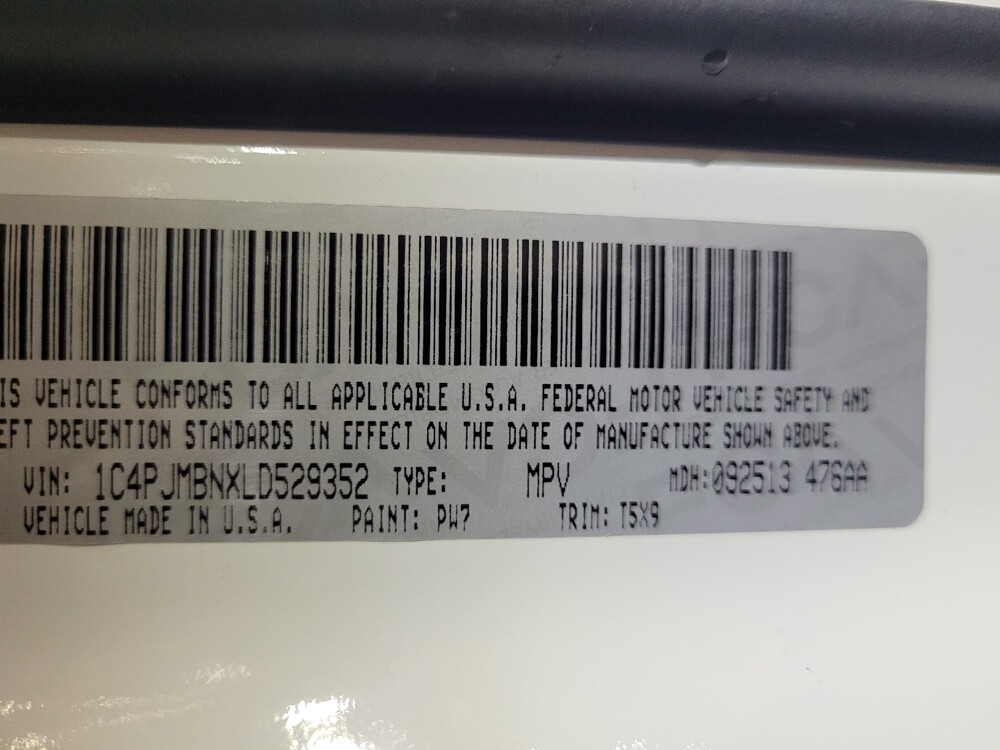 IS VEHICLE CONFORMS TO ALL APPLICABLE U.S.A. FEDERAL MOTOR VEHICLE SAFETY AND
EFT PREVENTION STANDARDS IN EFFECT ON THE DATE OF MANUFACTURE SHOWN ABOVE.
VIN: 1C4PJMBNXLD529352 TYPE: MPV MDH:092513 476AA
VEHICLE MADE IN U.S.A. PAINT: PW7 TRIM: T5X9